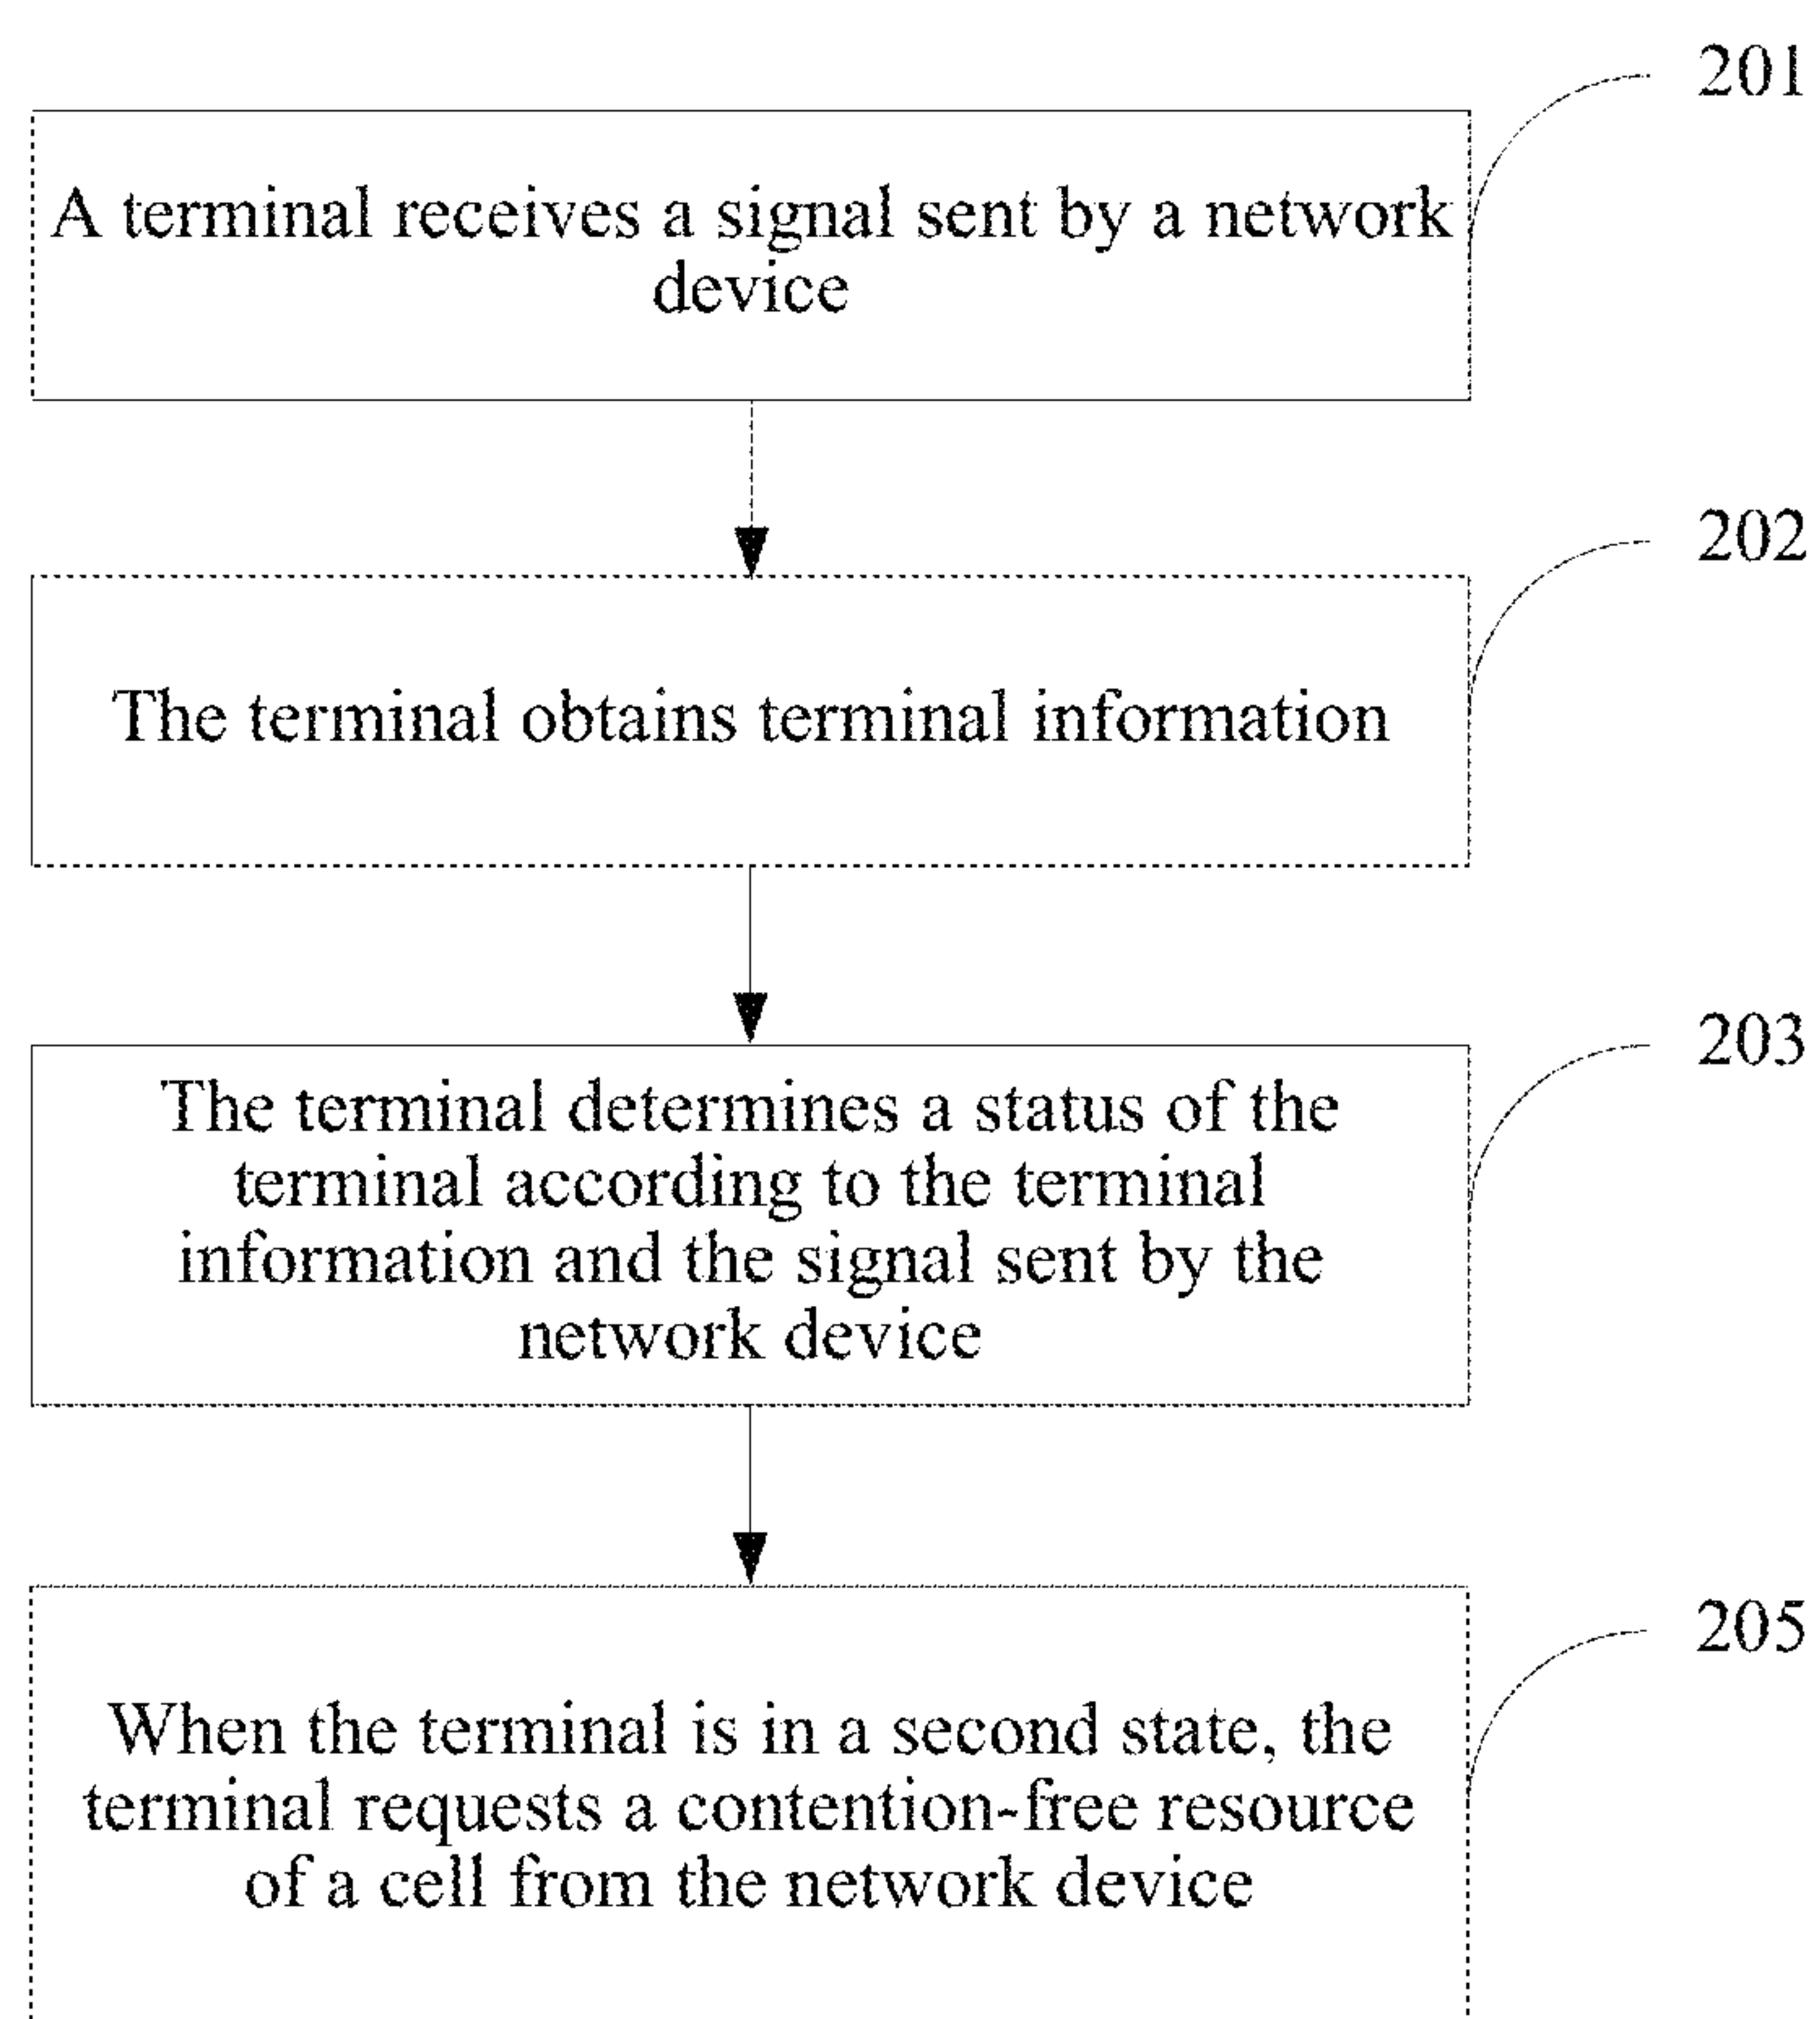 201
A terminal receives a signal sent by a network
device
202
The terminal obtains terminal information
203
The terminal determines a status of the
terminal according to the terminal
information and the signal sent by the
network device
205
When the terminal is in a second state, the
terminal requests a contention-free resource
of a cell from the network device